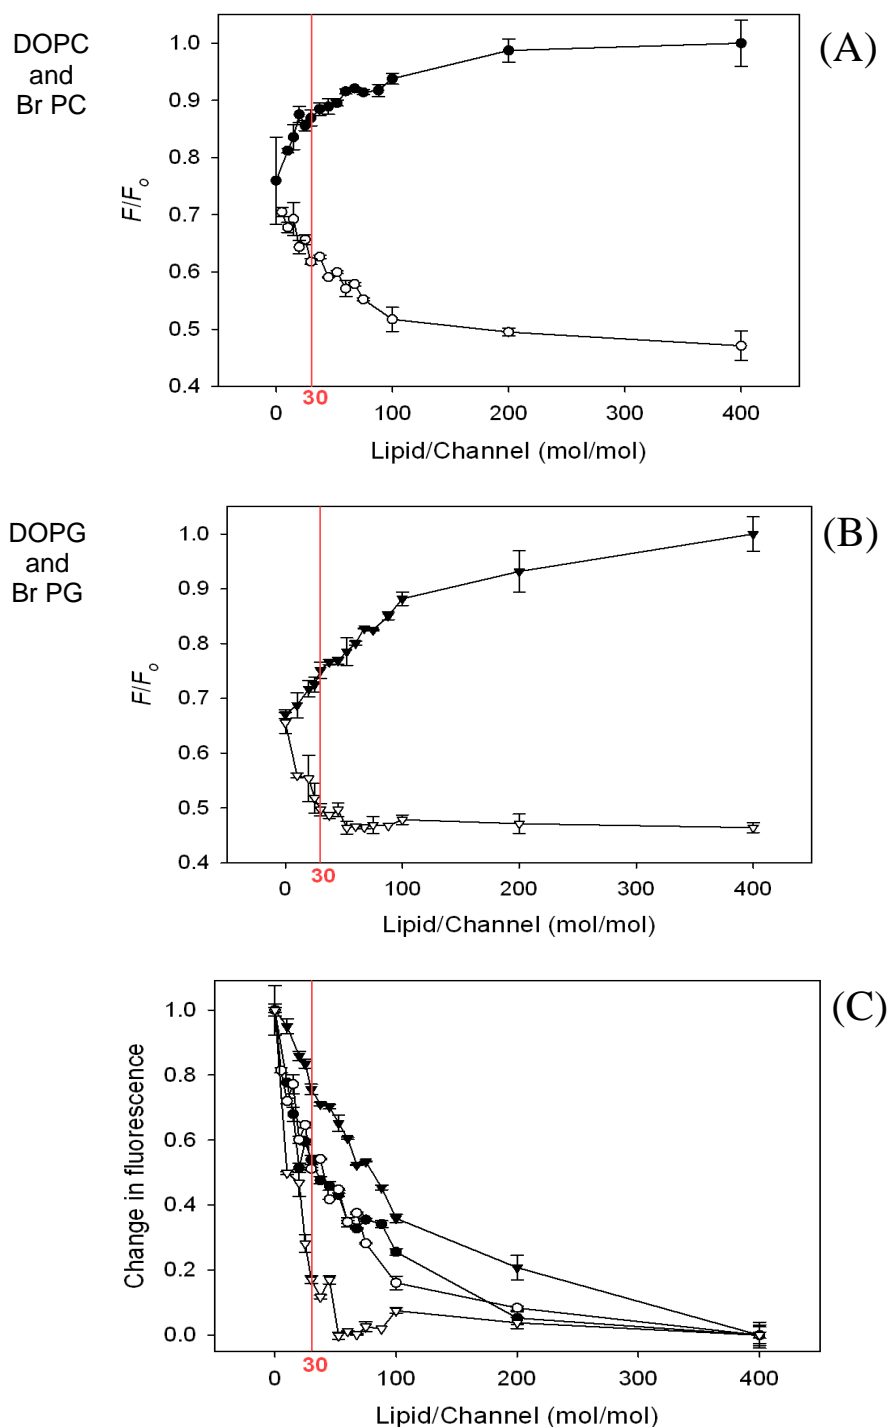 DOPC
and
Br PC
(A)
1.0
0.9
0.8
0.7
0.6
0.5
0.4
F/Fo
0 100 200 300 400
30
Lipid/Channel (mol/mol)
DOPG
and
Br PG
(B)
1.0
0.9
0.8
0.7
0.6
0.5
0.4
F/Fo
0 100 200 300 400
30
Lipid/Channel (mol/mol)
(C)
1.0
0.8
0.6
0.4
0.2
0.0
Change in fluorescence
0 100 200 300 400
30
Lipid/Channel (mol/mol)